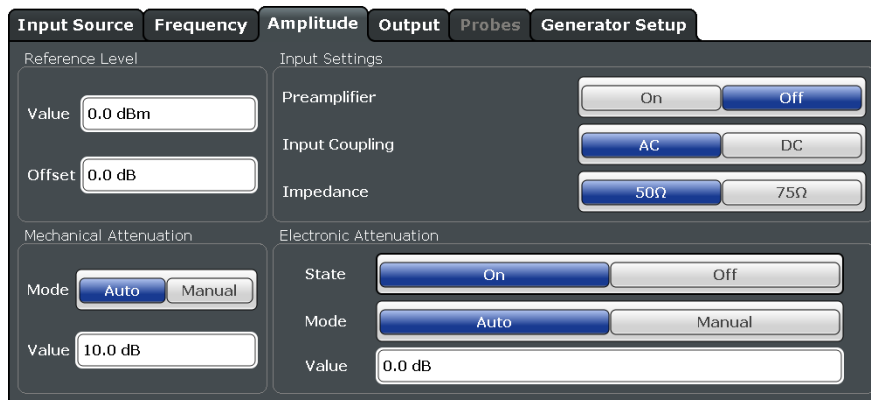 Input Source Frequency Amplitude Output Probes Generator Setup
Reference Level
Value 0.0 dBm
Offset 0.0 dB
Input Settings
Preamplifier On Off
Input Coupling AC DC
Impedance 50Ω 75Ω
Mechanical Attenuation
Mode Auto Manual
Value 10.0 dB
Electronic Attenuation
State On Off
Mode Auto Manual
Value 0.0 dB